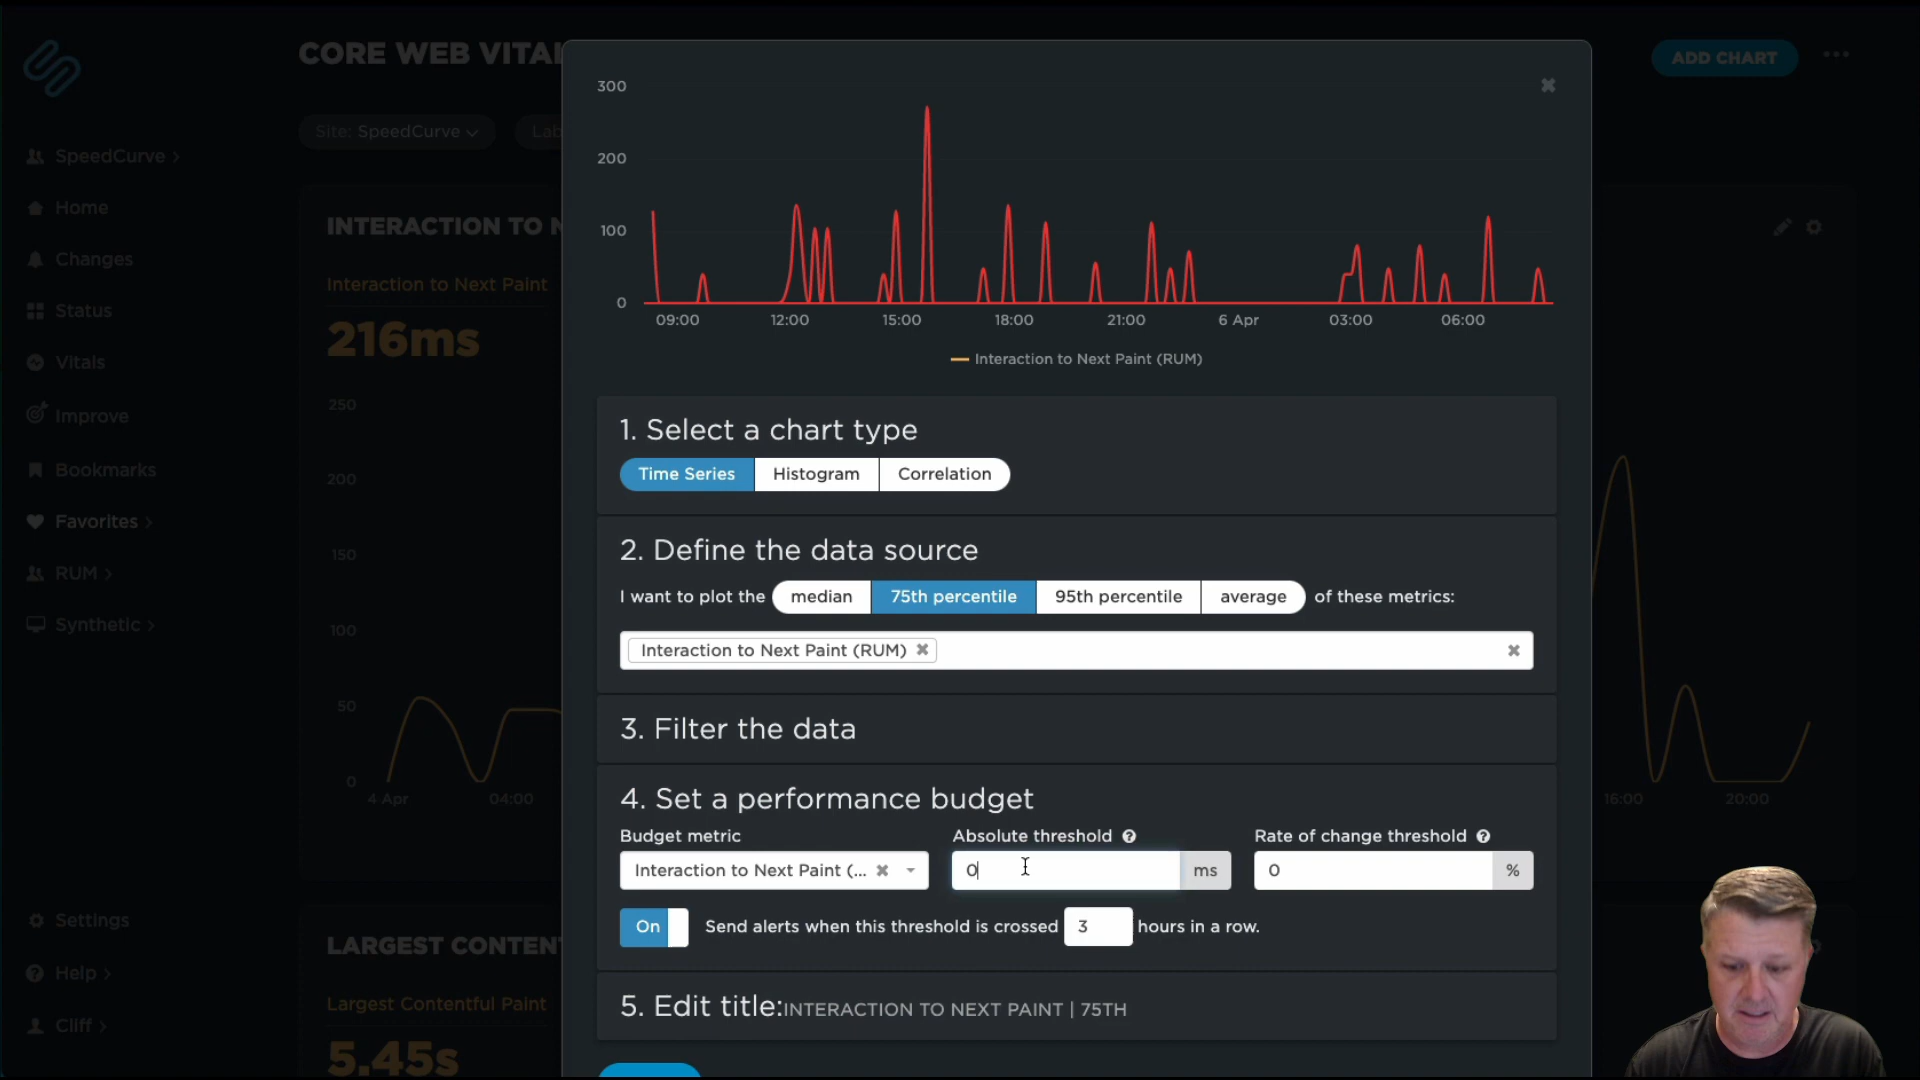 CORE WEB VITAL
ADD CHART
Site: SpeedCurve
Lab
SpeedCurve
Home
Changes
Status
Vitals
Improve
Bookmarks
Favorites
RUM
Synthetic
Settings
Help
Cliff
INTERACTION TO N
Interaction to Next Paint
216ms
250
200
150
100
50
0
4 Apr
04:00
LARGEST CONTENT
Largest Contentful Paint
5.45s
300
200
100
0
09:00
12:00
15:00
18:00
21:00
6 Apr
03:00
06:00
Interaction to Next Paint (RUM)
1. Select a chart type
Time Series
Histogram
Correlation
2. Define the data source
I want to plot the median 75th percentile 95th percentile average of these metrics:
Interaction to Next Paint (RUM)
3. Filter the data
4. Set a performance budget
Budget metric
Absolute threshold
Rate of change threshold
Interaction to Next Paint (...
0
ms
0
%
On
Send alerts when this threshold is crossed 3 hours in a row.
5. Edit title: INTERACTION TO NEXT PAINT | 75TH
16:00
20:00